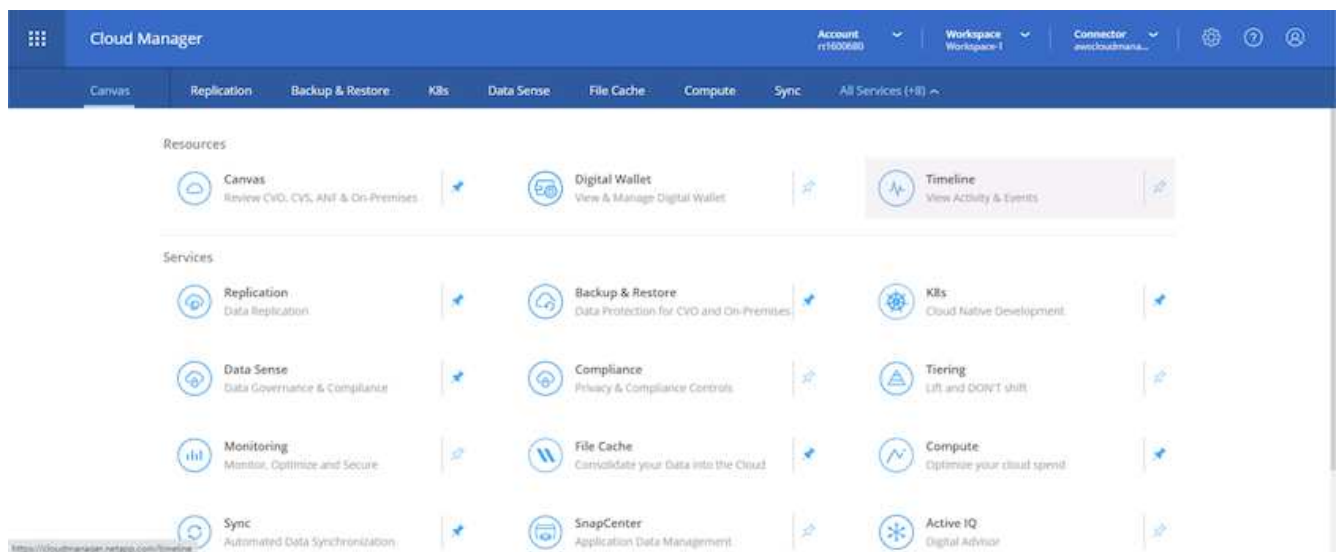 Cloud Manager
Account
rr1600680
Workspace
Workspace-1
Connector
awscloudmana...
Canvas
Replication
Backup & Restore
K8s
Data Sense
File Cache
Compute
Sync
All Services (+8)
Resources
Canvas
Review CVO, CVS, ANF & On-Premises
Digital Wallet
View & Manage Digital Wallet
Timeline
View Activity & Events
Services
Replication
Data Replication
Backup & Restore
Data Protection for CVO and On-Premises
K8s
Cloud Native Development
Data Sense
Data Governance & Compliance
Compliance
Privacy & Compliance Controls
Tiering
Lift and DON'T shift
Monitoring
Monitor, Optimize and Secure
File Cache
Consolidate your Data into the Cloud
Compute
Optimize your cloud spend
Sync
Automated Data Synchronization
SnapCenter
Application Data Management
Active IQ
Digital Advisor
https://cloudmanager.netapp.com/timeline